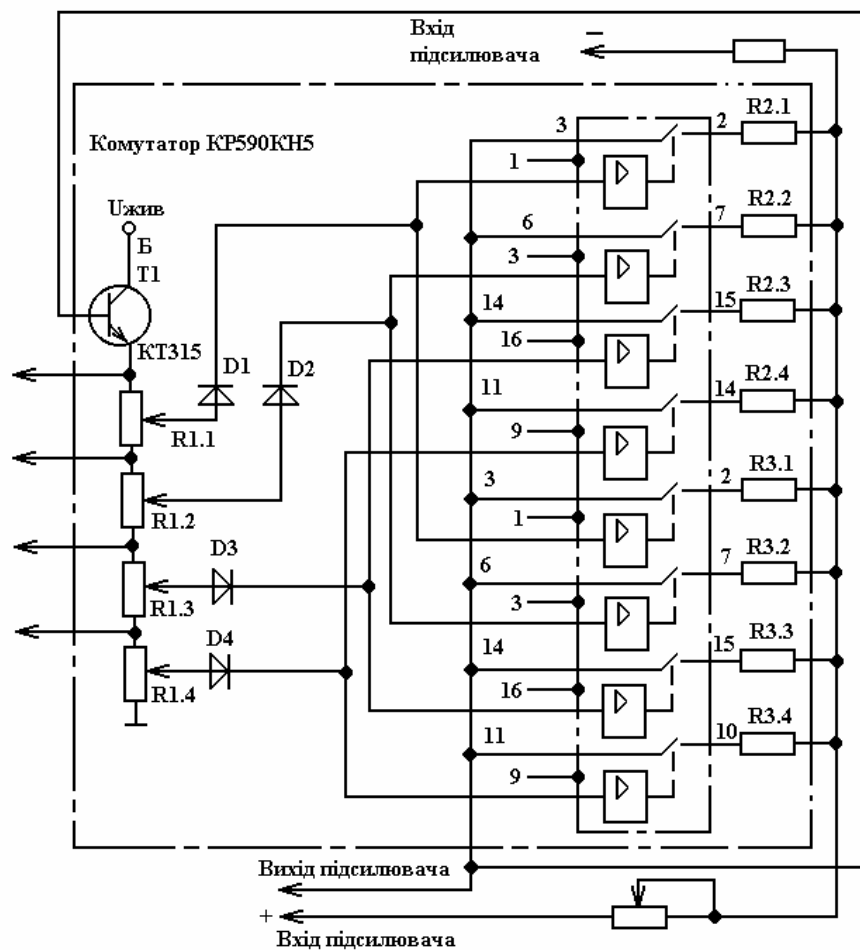 Вхід
підсилювача
−
Комутатор КР590КН5
Uжив
Б
Т1
КТ315
D1
D2
R1.1
R1.2
D3
R1.3
D4
R1.4
3
2
R2.1
1
6
7
R2.2
3
14
15
R2.3
16
11
14
R2.4
9
3
2
R3.1
1
6
7
R3.2
3
14
15
R3.3
16
11
10
R3.4
9
Вихід підсилювача
+
Вхід підсилювача